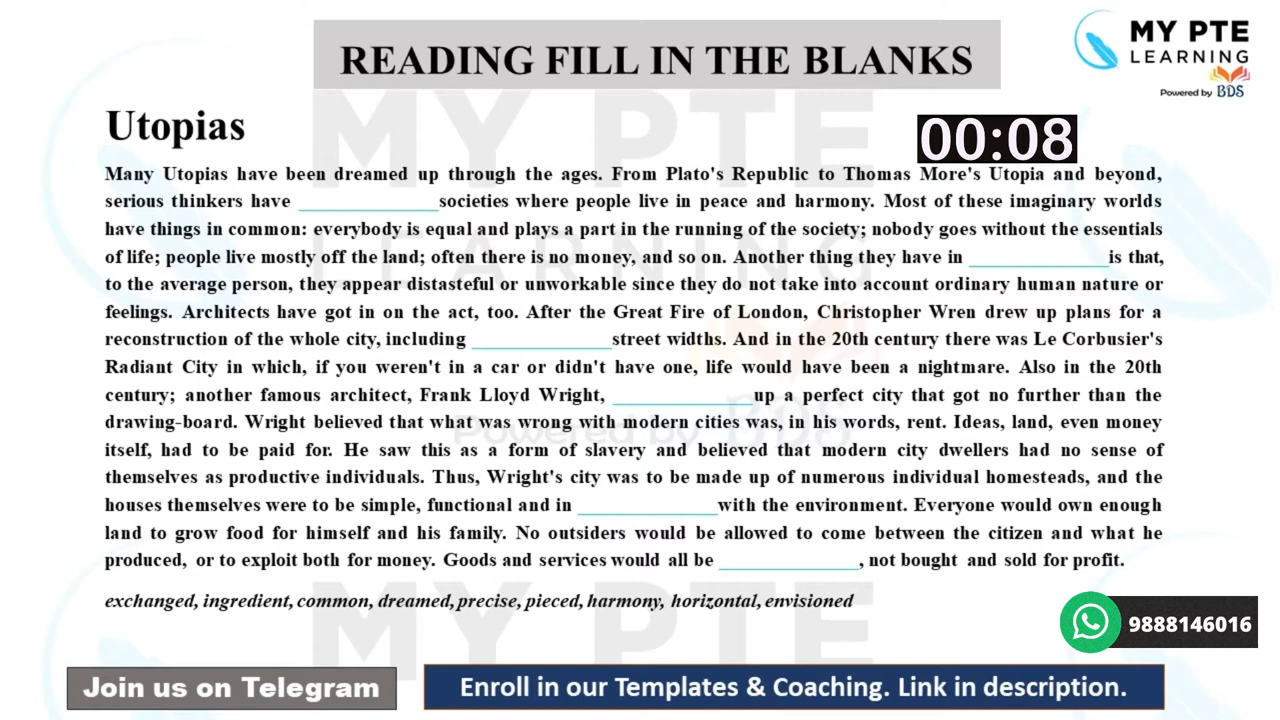 READING FILL IN THE BLANKS
MY PTE
LEARNING
Powered by BDS
Utopias
00:08
Many Utopias have been dreamed up through the ages. From Plato's Republic to Thomas More's Utopia and beyond,
serious thinkers have ______________societies where people live in peace and harmony. Most of these imaginary worlds
have things in common: everybody is equal and plays a part in the running of the society; nobody goes without the essentials
of life; people live mostly off the land; often there is no money, and so on. Another thing they have in ______________is that,
to the average person, they appear distasteful or unworkable since they do not take into account ordinary human nature or
feelings. Architects have got in on the act, too. After the Great Fire of London, Christopher Wren drew up plans for a
reconstruction of the whole city, including ______________street widths. And in the 20th century there was Le Corbusier's
Radiant City in which, if you weren't in a car or didn't have one, life would have been a nightmare. Also in the 20th
century; another famous architect, Frank Lloyd Wright, ______________up a perfect city that got no further than the
drawing-board. Wright believed that what was wrong with modern cities was, in his words, rent. Ideas, land, even money
itself, had to be paid for. He saw this as a form of slavery and believed that modern city dwellers had no sense of
themselves as productive individuals. Thus, Wright's city was to be made up of numerous individual homesteads, and the
houses themselves were to be simple, functional and in ______________with the environment. Everyone would own enough
land to grow food for himself and his family. No outsiders would be allowed to come between the citizen and what he
produced, or to exploit both for money. Goods and services would all be ______________, not bought and sold for profit.
exchanged, ingredient, common, dreamed, precise, pieced, harmony, horizontal, envisioned
9888146016
Join us on Telegram
Enroll in our Templates & Coaching. Link in description.
MY PTE
LEARNING
Powered by BDS
MY PTE